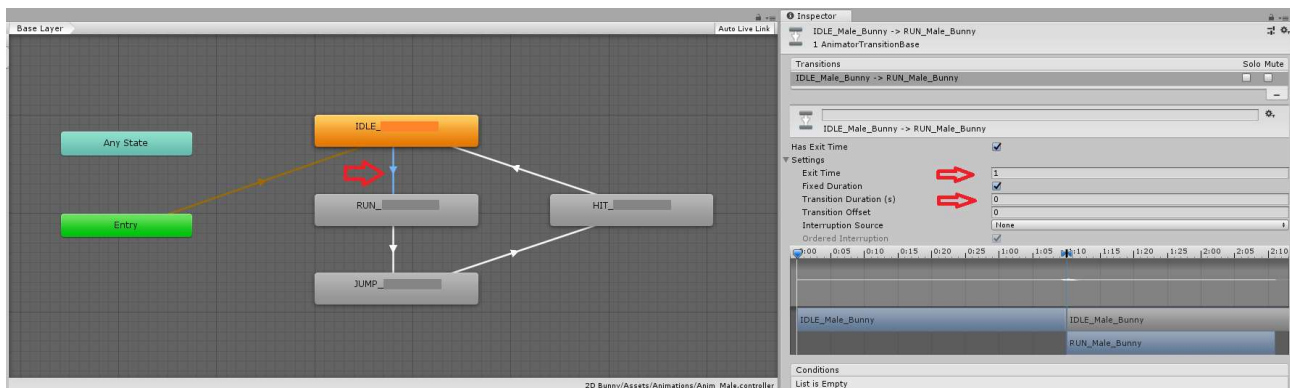 Base Layer
Auto Live Link
Any State
Entry
IDLE_
RUN_
HIT_
JUMP_
2D Bunny/Assets/Animations/Anim_Male.controller
Inspector
IDLE_Male_Bunny -> RUN_Male_Bunny
1 AnimatorTransitionBase
Transitions Solo Mute
IDLE_Male_Bunny -> RUN_Male_Bunny
IDLE_Male_Bunny -> RUN_Male_Bunny
Has Exit Time
Settings
Exit Time 1
Fixed Duration
Transition Duration (s) 0
Transition Offset 0
Interruption Source None
Ordered Interruption
0:00 0:05 0:10 0:15 0:20 0:25 1:00 1:05 1:10 1:15 1:20 1:25 2:00 2:05 2:10
IDLE_Male_Bunny IDLE_Male_Bunny
RUN_Male_Bunny
Conditions
List is Empty